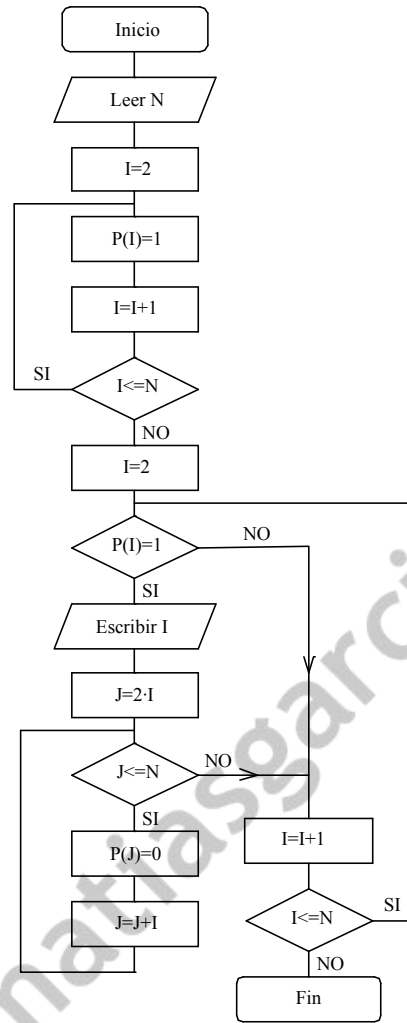 Inicio
Leer N
I=2
P(I)=1
I=I+1
SI
I<=N
NO
I=2
P(I)=1
NO
SI
Escribir I
J=2·I
J<=N
NO
SI
P(J)=0
I=I+1
J=J+I
I<=N
SI
NO
Fin
matiasgarci